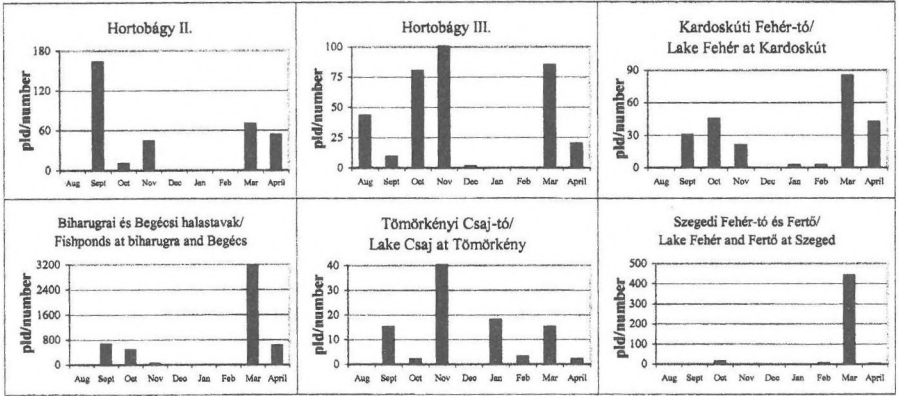 Hortobágy II.
pld/number
180
120
60
0
Aug Sept Oct Nov Dec Jan Feb Mar April
Hortobágy III.
pld/number
100
75
50
25
0
Aug Sept Oct Nov Dec Jan Feb Mar April
Kardoskúti Fehér-tó/
Lake Fehér at Kardoskút
pld/number
90
60
30
0
Aug Sept Oct Nov Dec Jan Feb Mar April
Biharugrai és Begécsi halastavak/
Fishponds at biharugra and Begécs
pld/number
3200
2400
1600
800
0
Aug Sept Oct Nov Dec Jan Feb Mar April
Tömörkényi Csaj-tó/
Lake Csaj at Tömörkény
pld/number
40
30
20
10
0
Aug Sept Oct Nov Dec Jan Feb Mar April
Szegedi Fehér-tó és Fertő/
Lake Fehér and Fertő at Szeged
pld/number
500
400
300
200
100
0
Aug Sept Oct Nov Dec Jan Feb Mar April